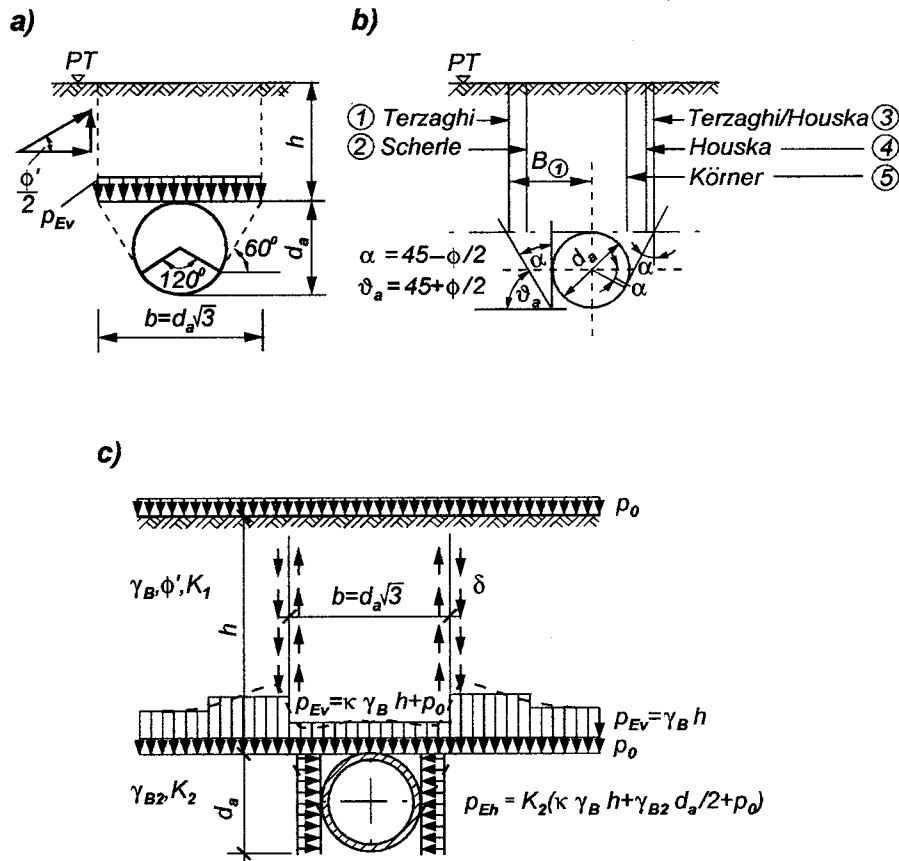 a)
PT
h
ϕ'
2
p_Ev
d_a
60°
120°
b=d_a√3
b)
PT
① Terzaghi
② Scherle
Terzaghi/Houska ③
Houska ④
Körner ⑤
B_①
α = 45-ϕ/2
ϑ_a = 45+ϕ/2
α
ϑ_a
d_a
α
α
c)
p_0
γ_B,ϕ',K_1
h
b=d_a√3
δ
p_Ev=κ γ_B h+p_0
p_Ev=γ_B h
p_0
γ_B2,K_2
d_a
p_Eh = K_2(κ γ_B h+γ_B2 d_a/2+p_0)